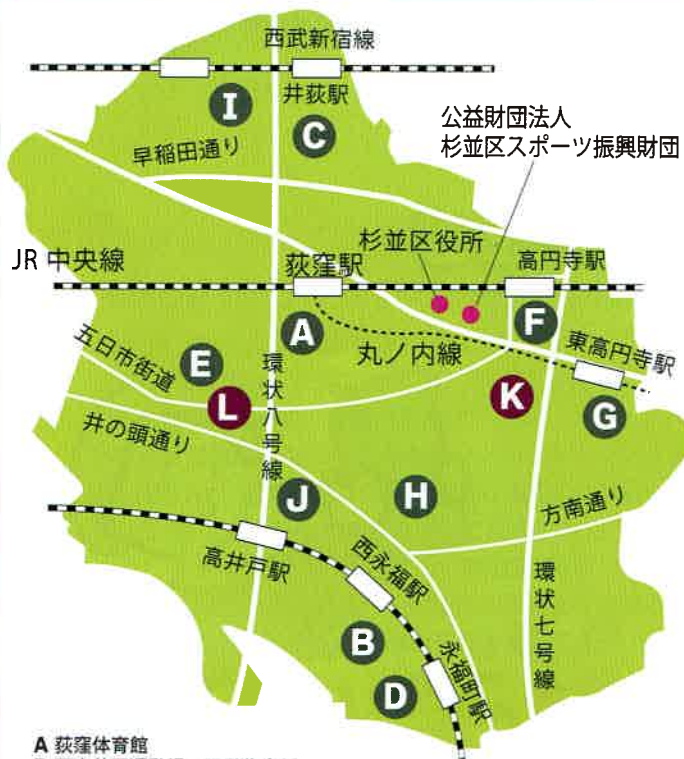 西武新宿線
井荻駅
I
C
早稲田通り
公益財団法人
杉並区スポーツ振興財団
杉並区役所
高円寺駅
JR 中央線
荻窪駅
A
F
丸ノ内線
東高円寺駅
五日市街道
E
L
K
G
環状八号線
井の頭通り
J
H
方南通り
高井戸駅
西永福駅
環状七号線
B
D
永福町駅
A 荻窪体育館